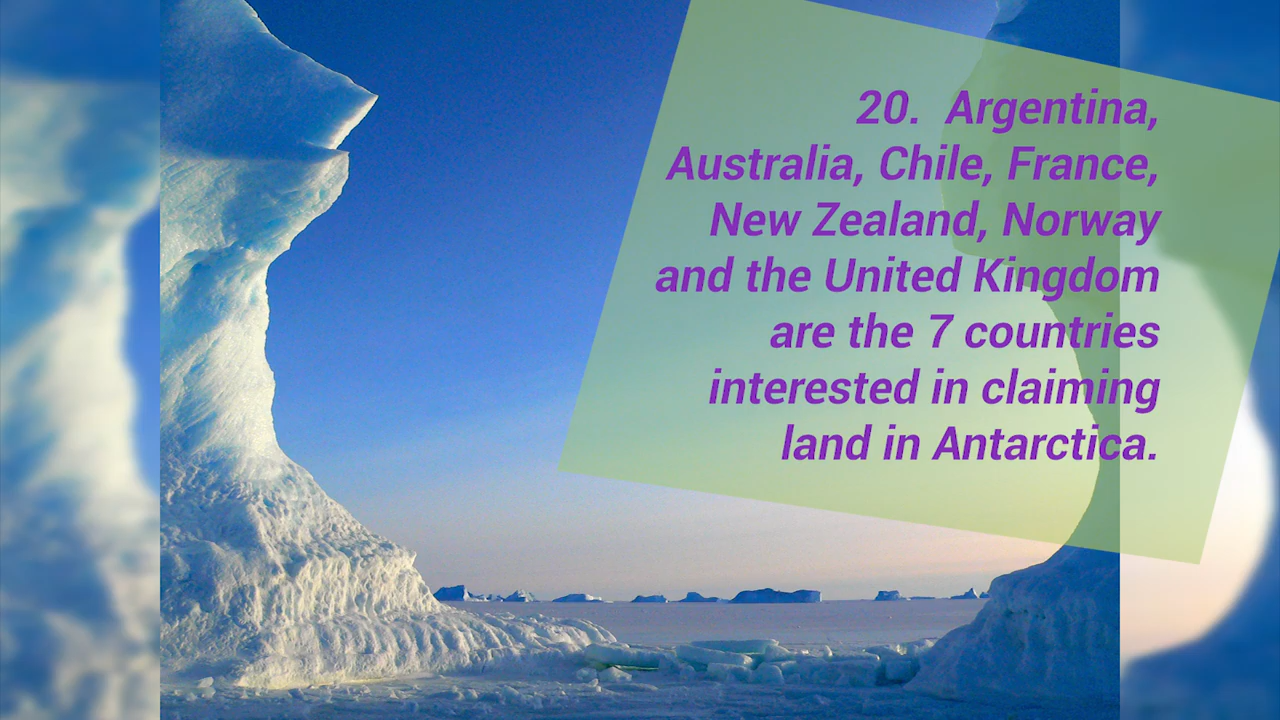 20.  Argentina,
Australia, Chile, France,
New Zealand, Norway
and the United Kingdom
are the 7 countries
interested in claiming
land in Antarctica.